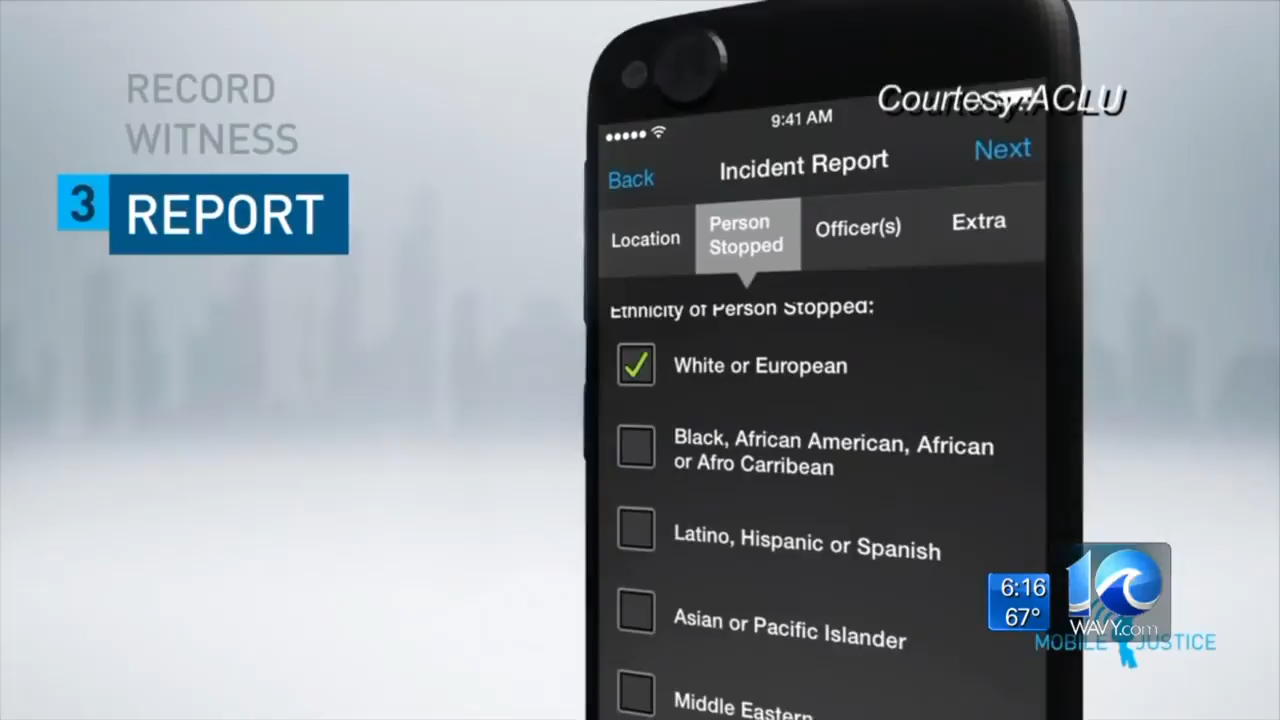 RECORD
WITNESS
3 REPORT
Courtesy:ACLU
9:41 AM
Back
Incident Report
Next
Location
Person
Stopped
Officer(s)
Extra
Ethnicity of Person Stopped:
White or European
Black, African American, African
or Afro Carribean
Latino, Hispanic or Spanish
Asian or Pacific Islander
Middle Eastern
6:16
67°
10
WAVY.com
MOBILE JUSTICE